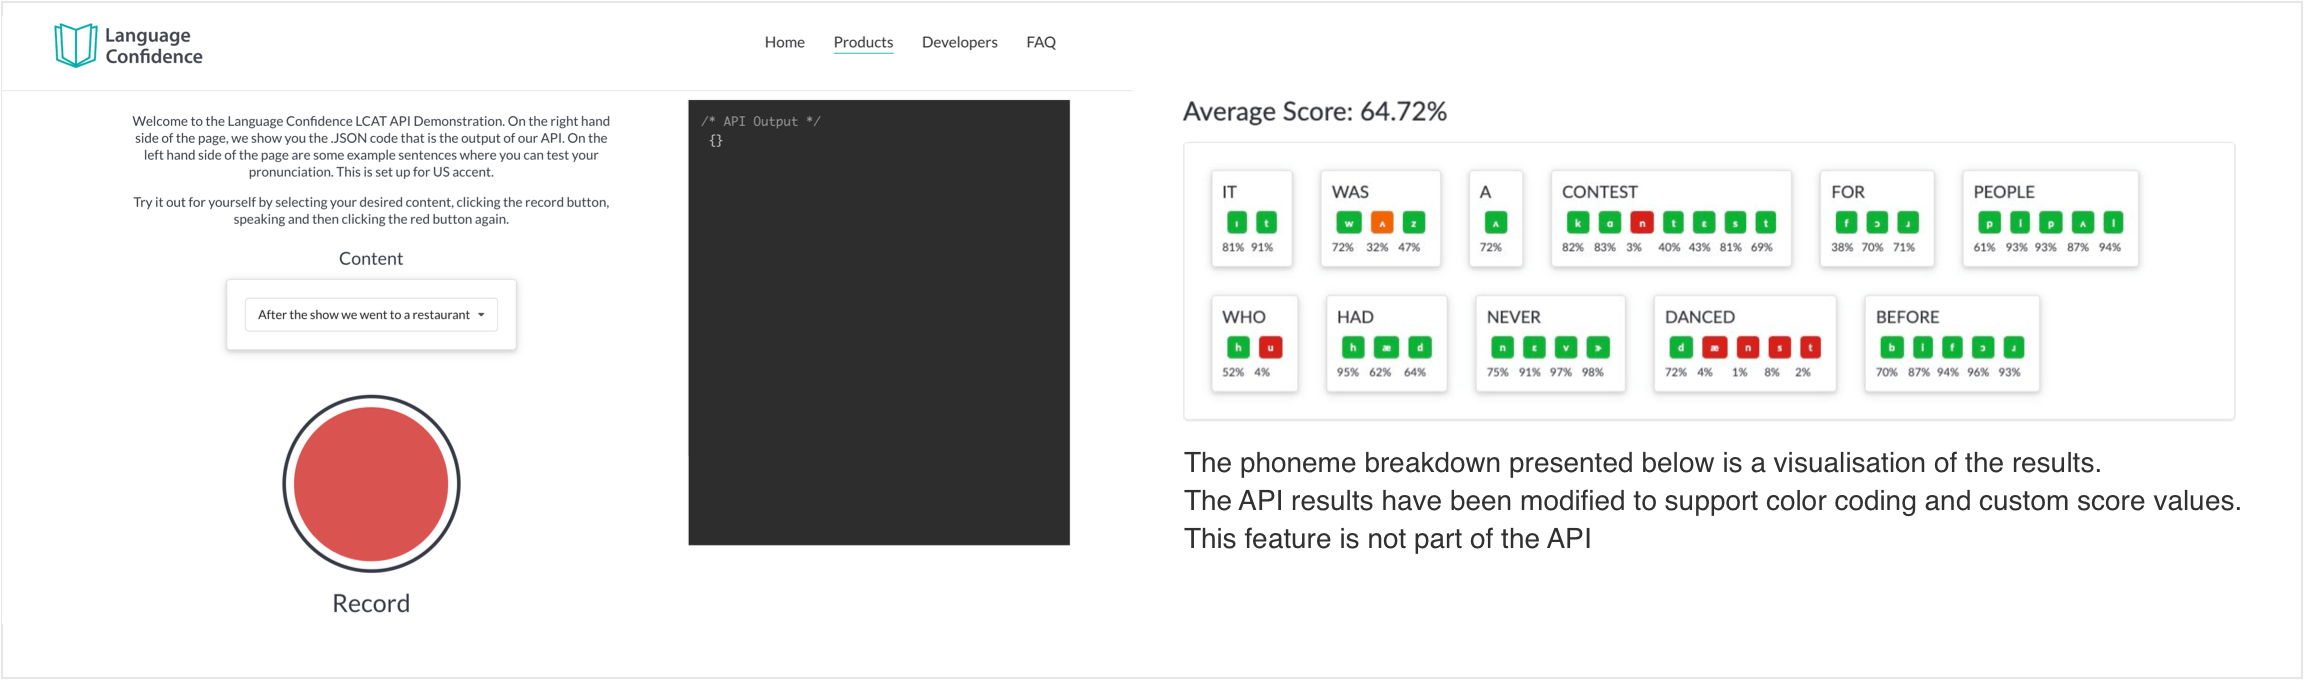 Language
Confidence
Home Products Developers FAQ
Welcome to the Language Confidence LCAT API Demonstration. On the right hand
side of the page, we show you the .JSON code that is the output of our API. On the
left hand side of the page are some example sentences where you can test your
pronunciation. This is set up for US accent.
Try it out for yourself by selecting your desired content, clicking the record button,
speaking and then clicking the red button again.
Content
After the show we went to a restaurant
Record
/* API Output */
{}
Average Score: 64.72%
IT WAS A CONTEST FOR PEOPLE
ɪ t w ʌ z ʌ k ɑ n t ɛ s t f ɔ ɹ p i p ʌ l
81% 91% 72% 32% 47% 72% 82% 83% 3% 40% 43% 81% 69% 38% 70% 71% 61% 93% 93% 87% 94%
WHO HAD NEVER DANCED BEFORE
h u h æ d n ɛ v ɝ d æ n s t b i f ɔ ɹ
52% 4% 95% 62% 64% 75% 91% 97% 98% 72% 4% 1% 8% 2% 70% 87% 94% 96% 93%
The phoneme breakdown presented below is a visualisation of the results.
The API results have been modified to support color coding and custom score values.
This feature is not part of the API